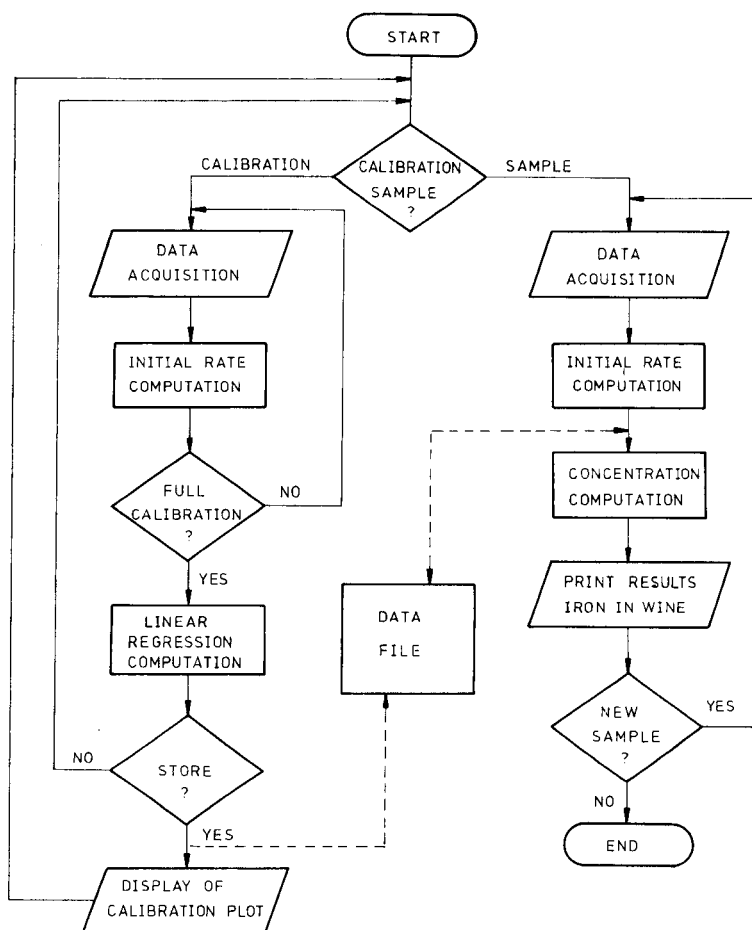 START
CALIBRATION
SAMPLE
?
CALIBRATION
SAMPLE
DATA
ACQUISITION
INITIAL RATE
COMPUTATION
FULL
CALIBRATION
?
NO
YES
LINEAR
REGRESSION
COMPUTATION
NO
STORE
?
YES
DISPLAY OF
CALIBRATION PLOT
DATA
FILE
DATA
ACQUISITION
INITIAL RATE
COMPUTATION
CONCENTRATION
COMPUTATION
PRINT RESULTS
IRON IN WINE
NEW
SAMPLE
?
YES
NO
END